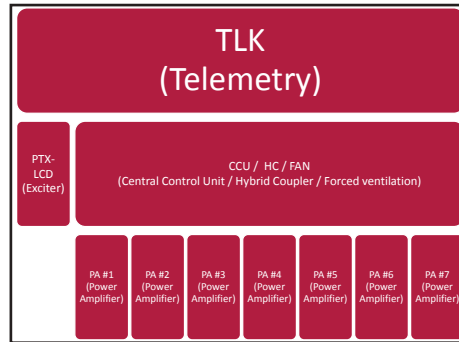 TLK
(Telemetry)
PTX-
LCD
(Exciter)
CCU / HC / FAN
(Central Control Unit / Hybrid Coupler / Forced ventilation)
PA #1
(Power
Amplifier)
PA #2
(Power
Amplifier)
PA #3
(Power
Amplifier)
PA #4
(Power
Amplifier)
PA #5
(Power
Amplifier)
PA #6
(Power
Amplifier)
PA #7
(Power
Amplifier)